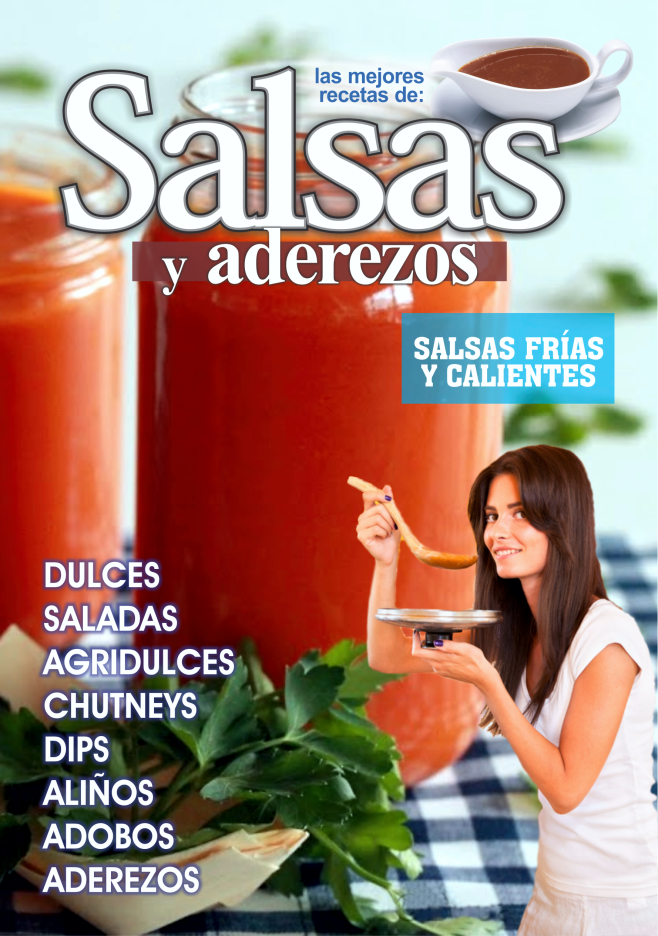 las mejores
recetas de:
Salsas
y aderezos
SALSAS FRÍAS
Y CALIENTES
DULCES
SALADAS
AGRIDULCES
CHUTNEYS
DIPS
ALIÑOS
ADOBOS
ADEREZOS